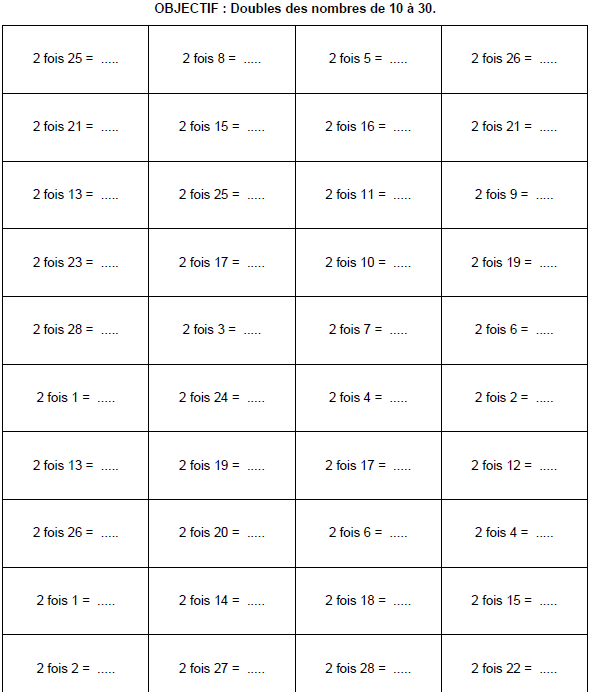 OBJECTIF : Doubles des nombres de 10 à 30.
2 fois 25 = ..... 2 fois 8 = ..... 2 fois 5 = ..... 2 fois 26 = .....
2 fois 21 = ..... 2 fois 15 = ..... 2 fois 16 = ..... 2 fois 21 = .....
2 fois 13 = ..... 2 fois 25 = ..... 2 fois 11 = ..... 2 fois 9 = .....
2 fois 23 = ..... 2 fois 17 = ..... 2 fois 10 = ..... 2 fois 19 = .....
2 fois 28 = ..... 2 fois 3 = ..... 2 fois 7 = ..... 2 fois 6 = .....
2 fois 1 = ..... 2 fois 24 = ..... 2 fois 4 = ..... 2 fois 2 = .....
2 fois 13 = ..... 2 fois 19 = ..... 2 fois 17 = ..... 2 fois 12 = .....
2 fois 26 = ..... 2 fois 20 = ..... 2 fois 6 = ..... 2 fois 4 = .....
2 fois 1 = ..... 2 fois 14 = ..... 2 fois 18 = ..... 2 fois 15 = .....
2 fois 2 = ..... 2 fois 27 = ..... 2 fois 28 = ..... 2 fois 22 = .....